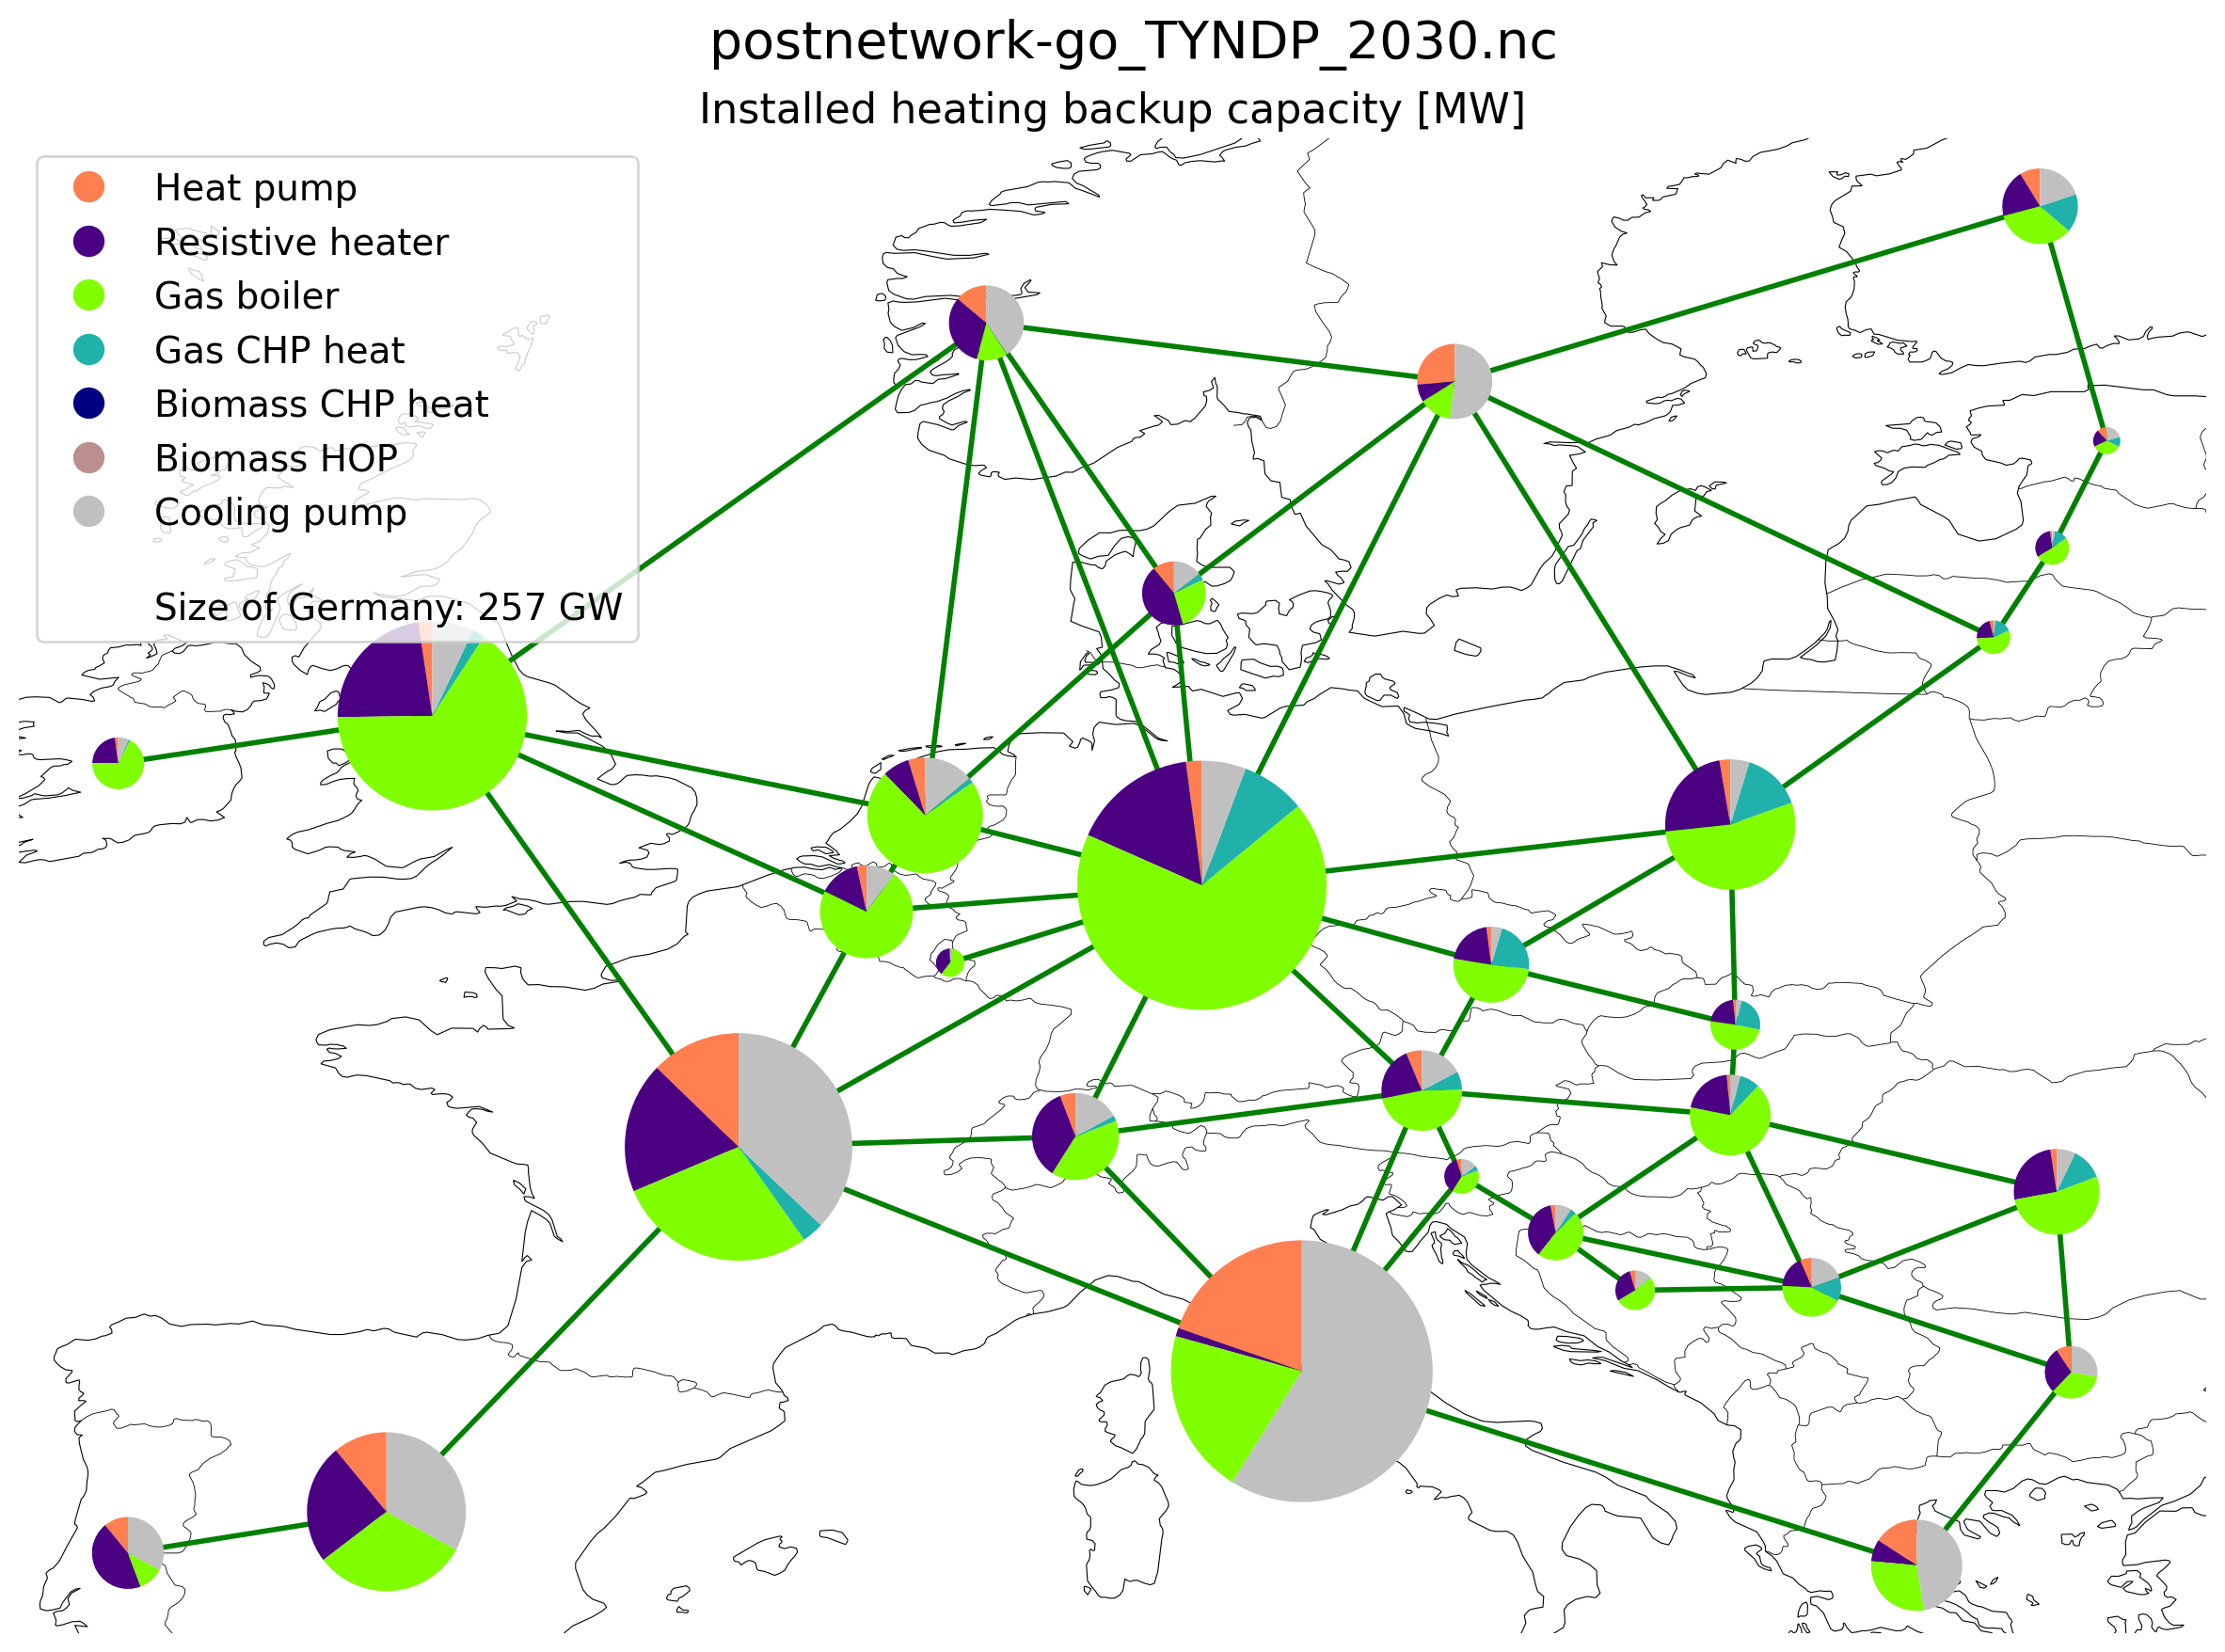 postnetwork-go_TYNDP_2030.nc
Installed heating backup capacity [MW]
Heat pump
Resistive heater
Gas boiler
Gas CHP heat
Biomass CHP heat
Biomass HOP
Cooling pump
Size of Germany: 257 GW